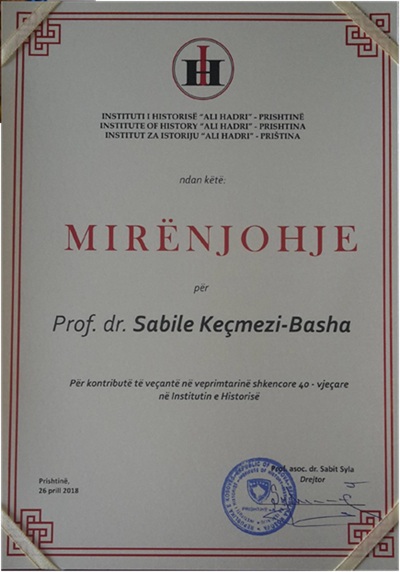 IH
INSTITUTI I HISTORISË "ALI HADRI" - PRISHTINË
INSTITUTE OF HISTORY "ALI HADRI" - PRISHTINA
INSTITUT ZA ISTORIJU "ALI HADRI" - PRIŠTINA
ndan këtë:
MIRËNJOHJE
për
Prof. dr. Sabile Keçmezi-Basha
Për kontributë të veçantë në veprimtarinë shkencore 40 - vjeçare
në Institutin e Historisë
Prishtinë,
26 prill 2018
Prof. asoc. dr. Sabit Syla
Drejtor